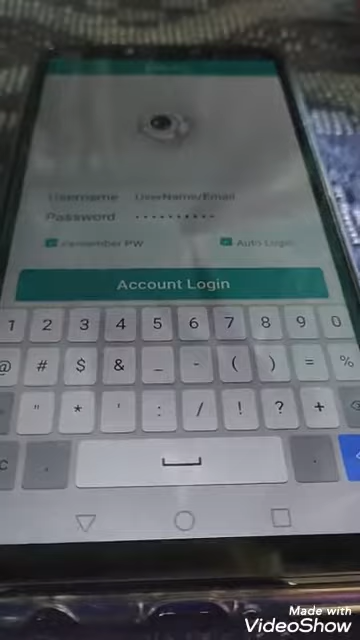 Username UserName/Email
Password ••••••••••
Remember PW Auto Login
Account Login
1 2 3 4 5 6 7 8 9 0
@ # $ & _ - ( ) = %
" * ' : / ! ? +
C , .
Made with
VideoShow